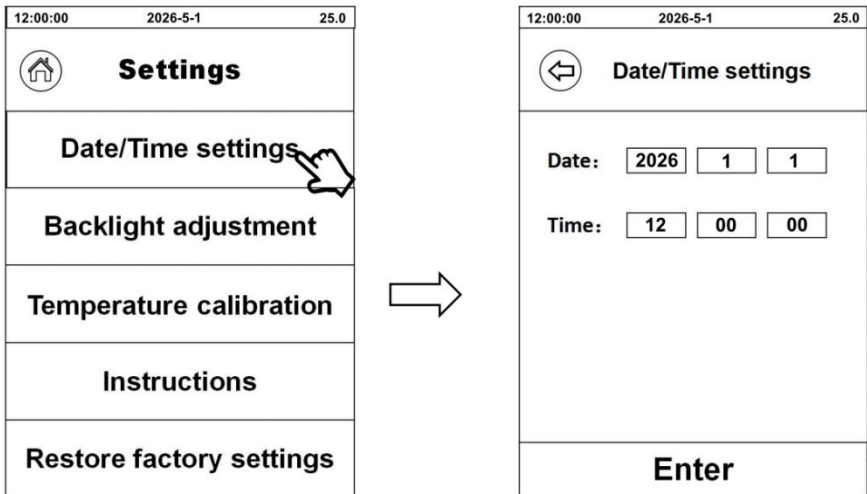 12:00:00 2026-5-1 25.0
Settings
Date/Time settings
Backlight adjustment
Temperature calibration
Instructions
Restore factory settings
12:00:00 2026-5-1 25.0
Date/Time settings
Date: 2026 1 1
Time: 12 00 00
Enter